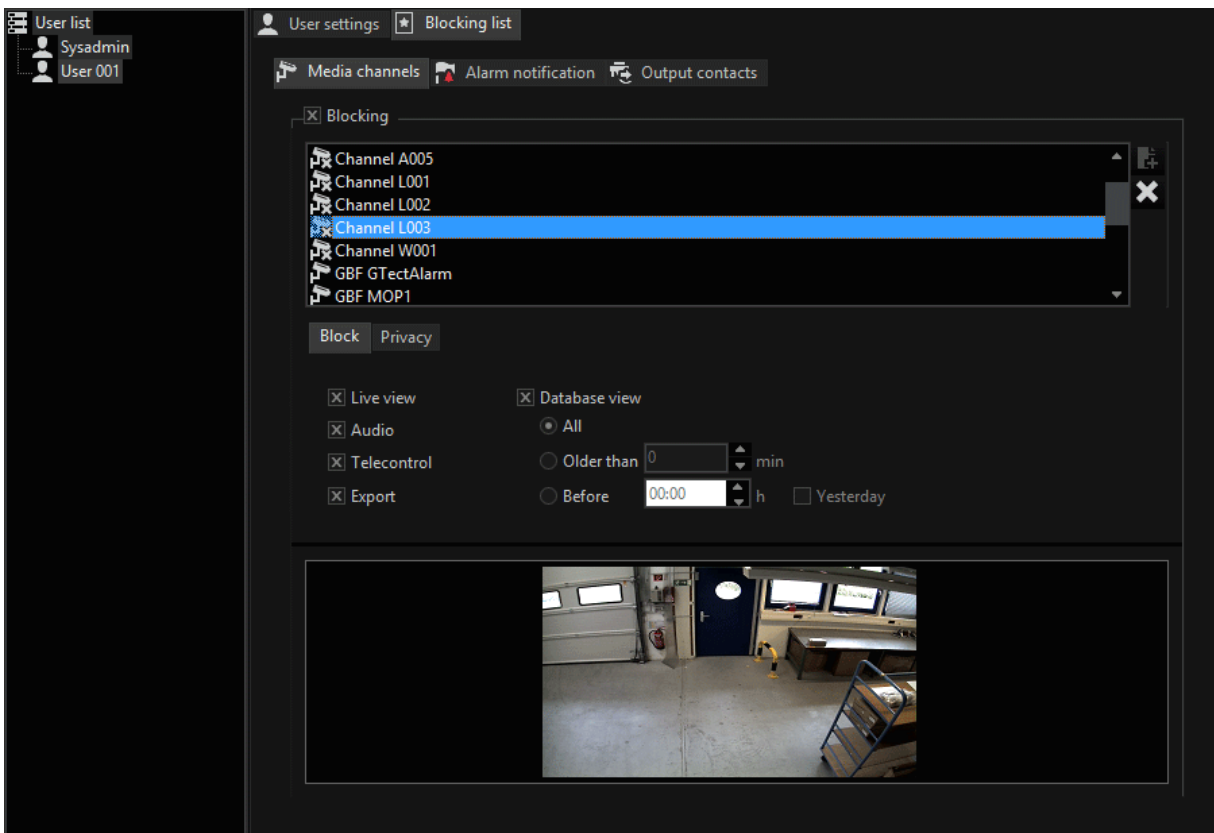 User list
Sysadmin
User 001
User settings
Blocking list
Media channels
Alarm notification
Output contacts
Blocking
Channel A005
Channel L001
Channel L002
Channel L003
Channel W001
GBF GTectAlarm
GBF MOP1
Block
Privacy
Live view
Database view
Audio
All
Telecontrol
Older than 0 min
Export
Before 00:00 h Yesterday